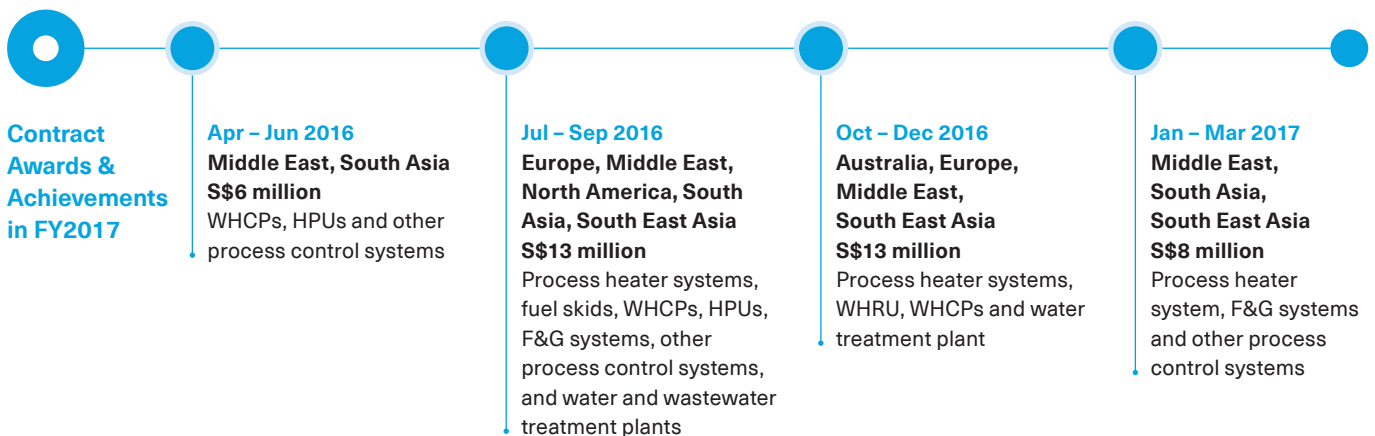 Contract
Awards &
Achievements
in FY2017
Apr – Jun 2016
Middle East, South Asia
S$6 million
WHCPs, HPUs and other
process control systems
Jul – Sep 2016
Europe, Middle East,
North America, South
Asia, South East Asia
S$13 million
Process heater systems,
fuel skids, WHCPs, HPUs,
F&G systems, other
process control systems,
and water and wastewater
treatment plants
Oct – Dec 2016
Australia, Europe,
Middle East,
South East Asia
S$13 million
Process heater systems,
WHRU, WHCPs and water
treatment plant
Jan – Mar 2017
Middle East,
South Asia,
South East Asia
S$8 million
Process heater
system, F&G systems
and other process
control systems